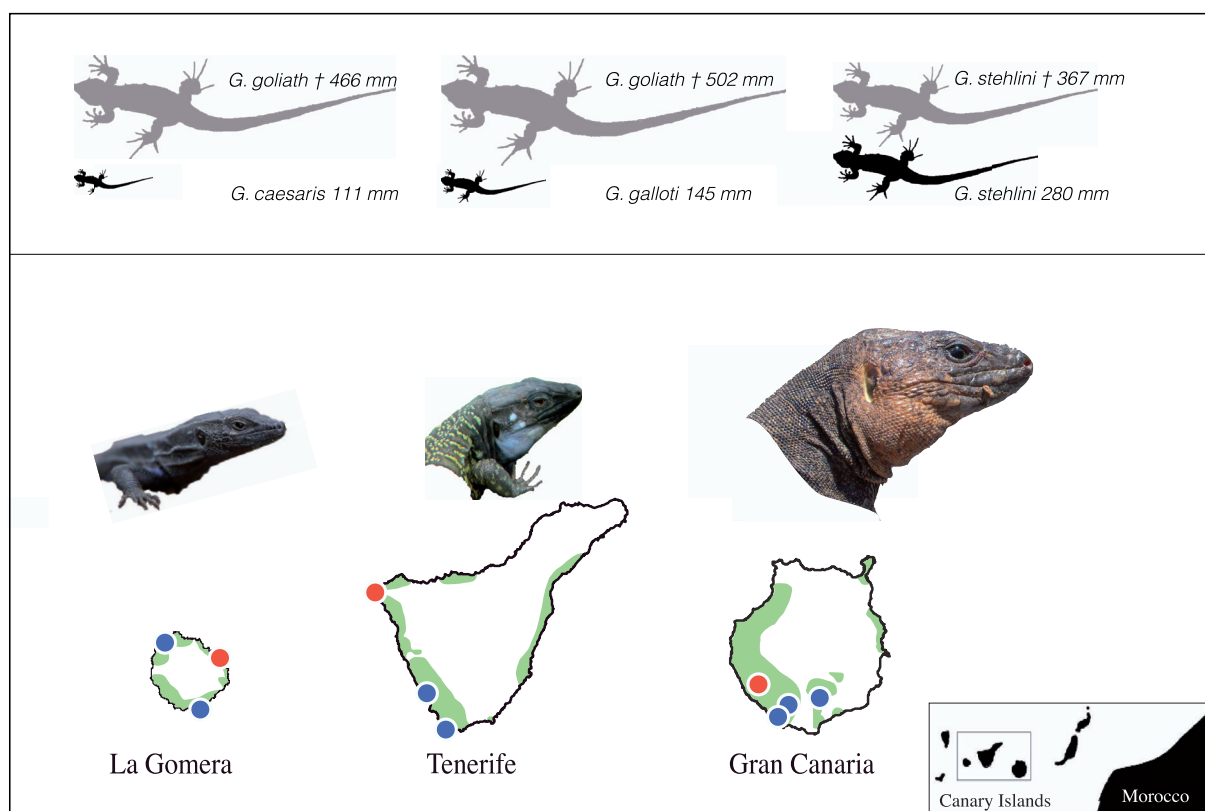 G. goliath † 466 mm
G. goliath † 502 mm
G. stehlini † 367 mm
G. caesaris 111 mm
G. galloti 145 mm
G. stehlini 280 mm
La Gomera
Tenerife
Gran Canaria
Canary Islands
Morocco